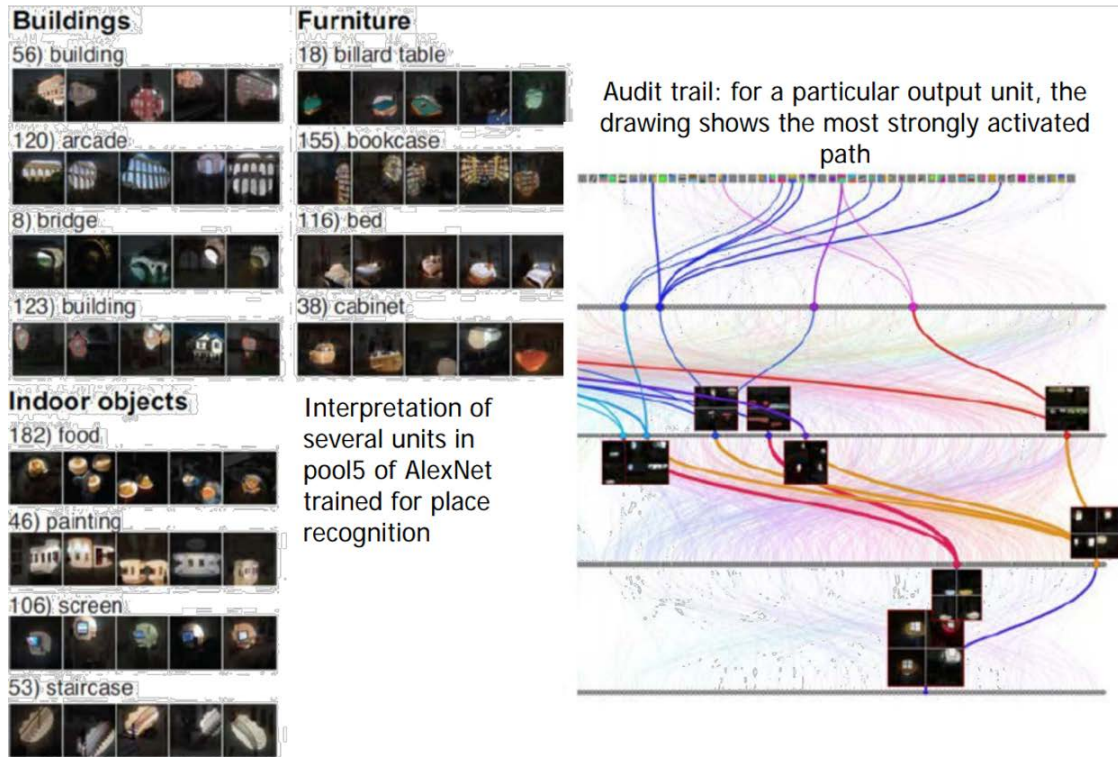 Buildings
56) building
120) arcade
8) bridge
123) building
Furniture
18) billard table
155) bookcase
116) bed
38) cabinet
Indoor objects
182) food
46) painting
106) screen
53) staircase
Interpretation of
several units in
pool5 of AlexNet
trained for place
recognition
Audit trail: for a particular output unit, the
drawing shows the most strongly activated
path